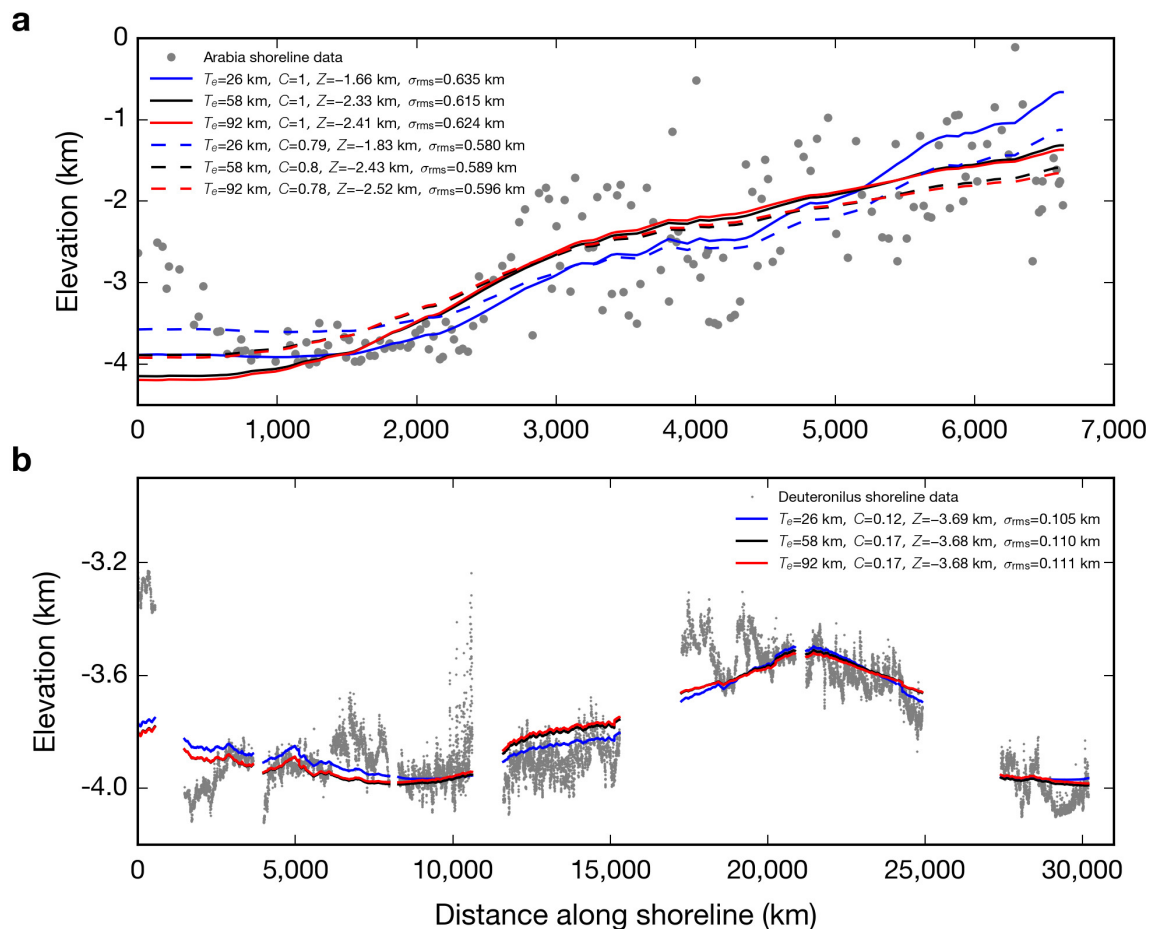 a
0
−1
−2
−3
−4
Elevation (km)
Arabia shoreline data
Te=26 km, C=1, Z=−1.66 km, σrms=0.635 km
Te=58 km, C=1, Z=−2.33 km, σrms=0.615 km
Te=92 km, C=1, Z=−2.41 km, σrms=0.624 km
Te=26 km, C=0.79, Z=−1.83 km, σrms=0.580 km
Te=58 km, C=0.8, Z=−2.43 km, σrms=0.589 km
Te=92 km, C=0.78, Z=−2.52 km, σrms=0.596 km
0 1,000 2,000 3,000 4,000 5,000 6,000 7,000
b
-3.2
-3.6
-4.0
Elevation (km)
Deuteronilus shoreline data
Te=26 km, C=0.12, Z=−3.69 km, σrms=0.105 km
Te=58 km, C=0.17, Z=−3.68 km, σrms=0.110 km
Te=92 km, C=0.17, Z=−3.68 km, σrms=0.111 km
0 5,000 10,000 15,000 20,000 25,000 30,000
Distance along shoreline (km)